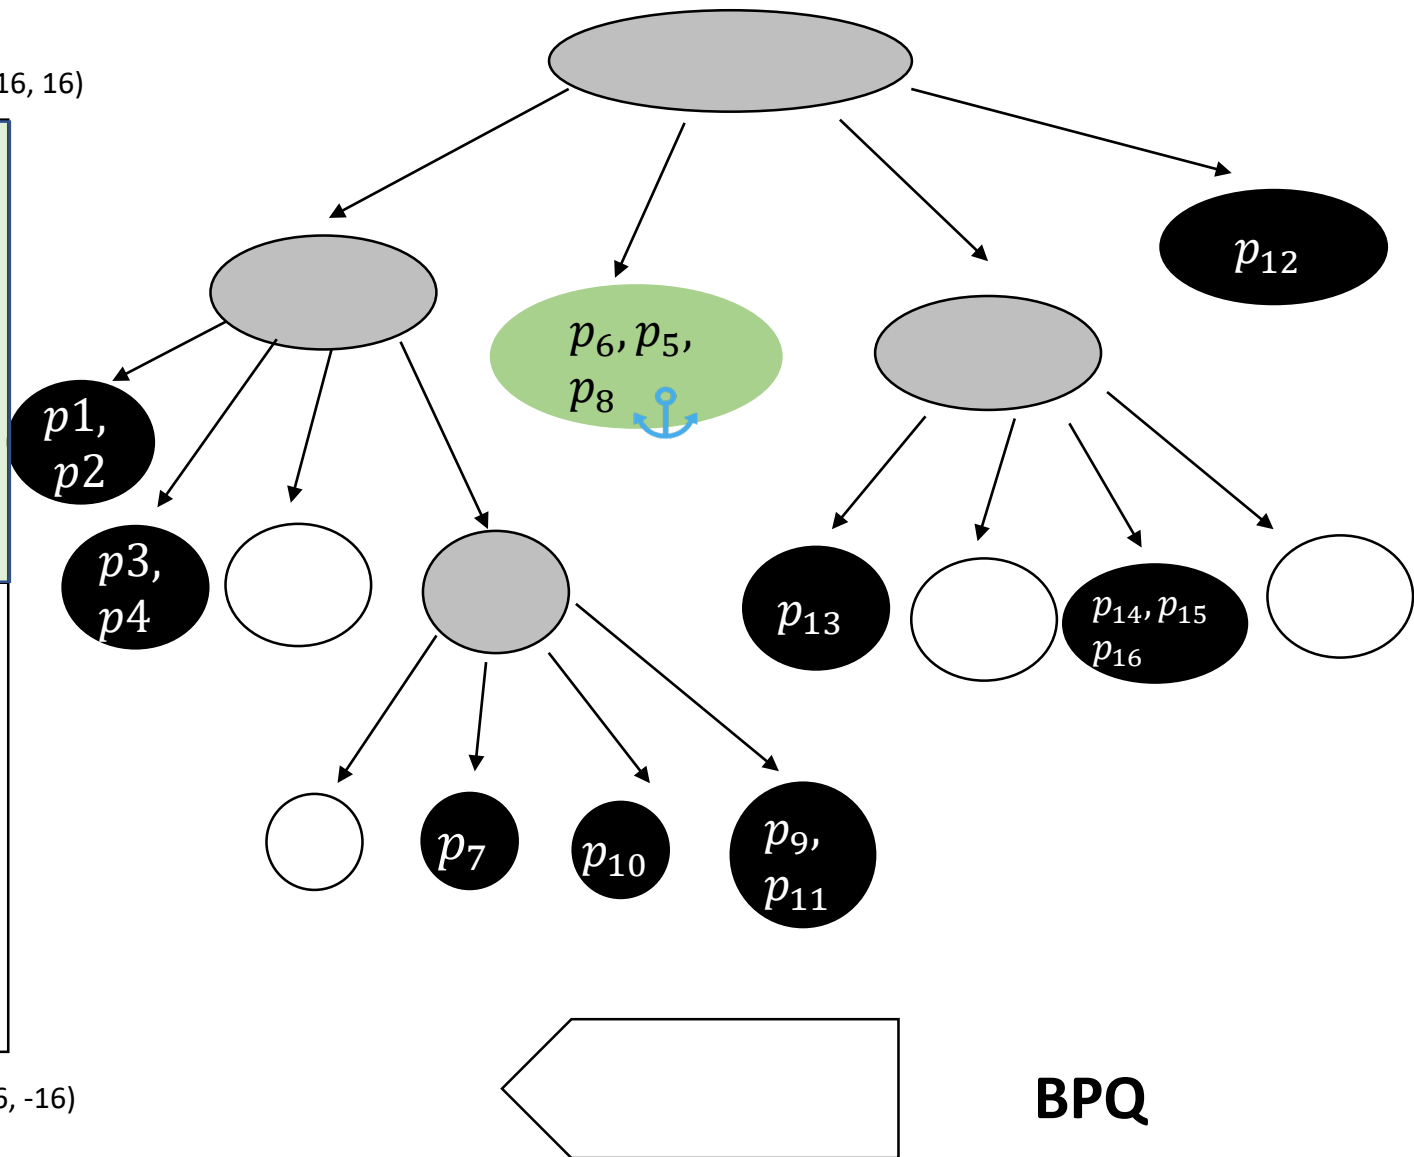 16, 16)
p₁₂
p₆, p₅,
p₈
p1,
p2
p3,
p4
p₁₃
p₁₄, p₁₅
p₁₆
p₇
p₁₀
p₉,
p₁₁
BPQ
, -16)